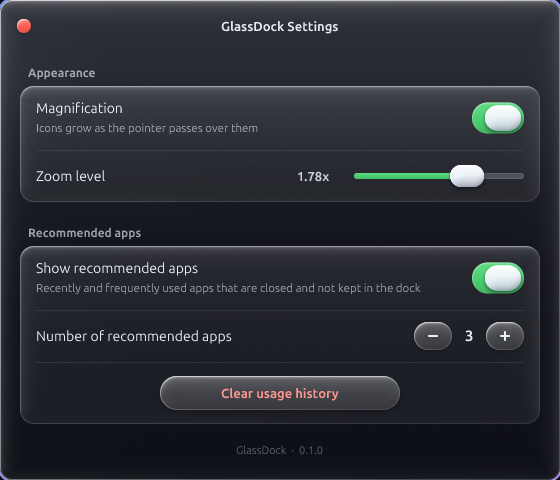 GlassDock Settings
Appearance
Magnification
Icons grow as the pointer passes over them
Zoom level 1.78x
Recommended apps
Show recommended apps
Recently and frequently used apps that are closed and not kept in the dock
Number of recommended apps − 3 +
Clear usage history
GlassDock · 0.1.0